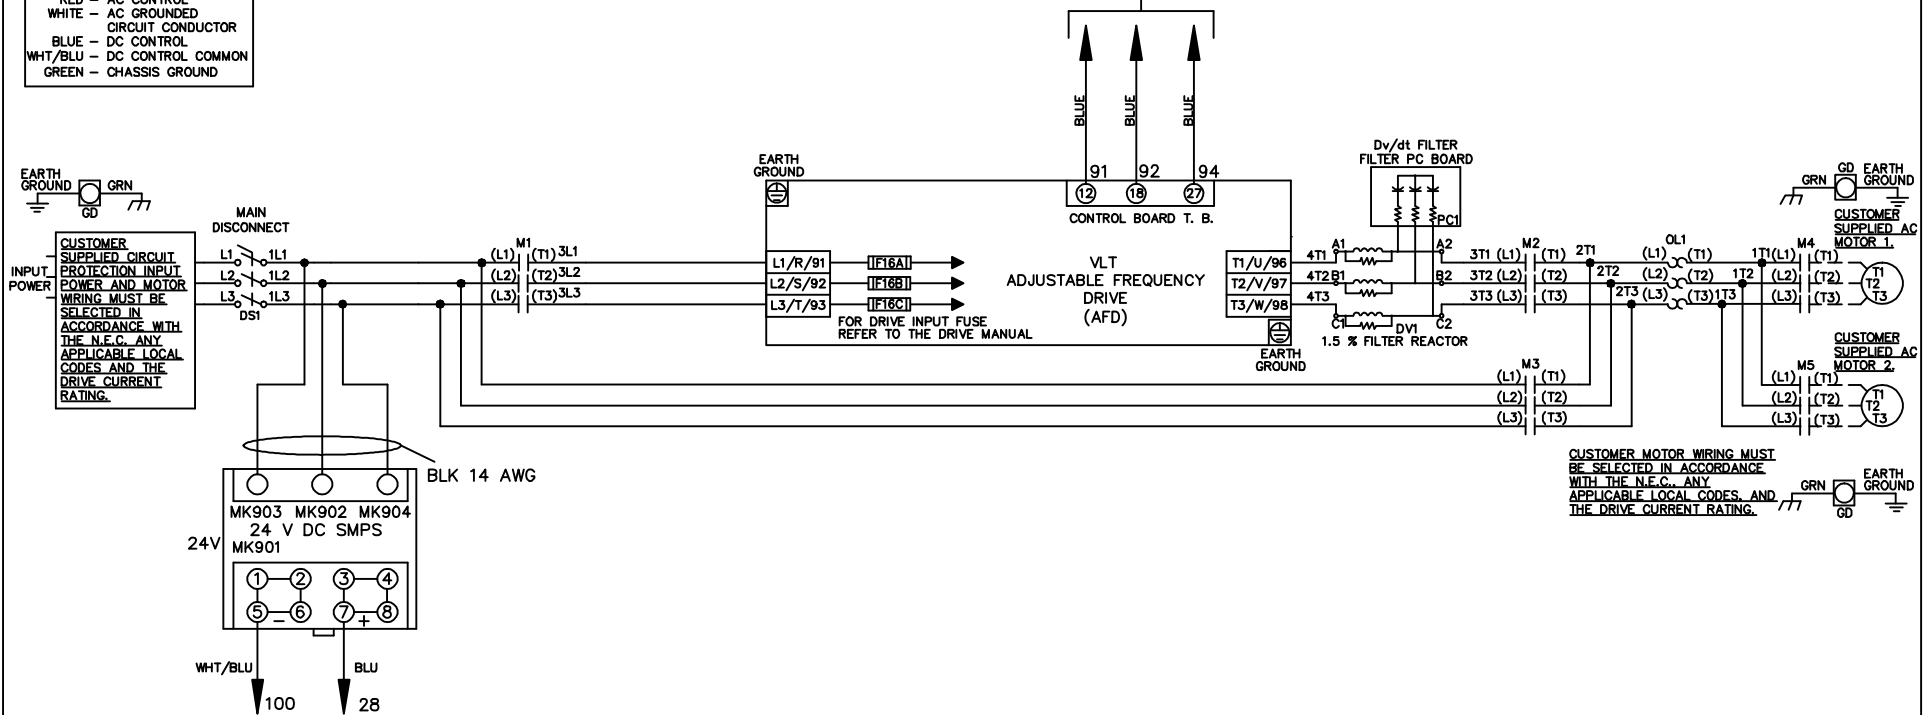 WHITE – AC GROUNDED
CIRCUIT CONDUCTOR
BLUE – DC CONTROL
WHT/BLU – DC CONTROL COMMON
GREEN – CHASSIS GROUND
BLUE
BLUE
BLUE
91
92
94
12
18
27
CONTROL BOARD T. B.
EARTH
GROUND
GRN
GD
MAIN
DISCONNECT
INPUT
POWER
CUSTOMER
SUPPLIED CIRCUIT
PROTECTION INPUT
POWER AND MOTOR
WIRING MUST BE
SELECTED IN
ACCORDANCE WITH
THE N.E.C. ANY
APPLICABLE LOCAL
CODES AND THE
DRIVE CURRENT
RATING.
L1 1L1
L2 1L2
L3 1L3
DS1
M1
(L1) (T1) 3L1
(L2) (T2) 3L2
(L3) (T3) 3L3
EARTH
GROUND
L1/R/91
L2/S/92
L3/T/93
IF16A
IF16B
IF16C
FOR DRIVE INPUT FUSE
REFER TO THE DRIVE MANUAL
VLT
ADJUSTABLE FREQUENCY
DRIVE
(AFD)
T1/U/96
T2/V/97
T3/W/98
EARTH
GROUND
Dv/dt FILTER
FILTER PC BOARD
PC1
4T1 A1 A2
4T2 B1 B2
4T3 C1 C2
DV1
1.5 % FILTER REACTOR
M2
3T1 (L1) (T1) 2T1
3T2 (L2) (T2) 2T2
3T3 (L3) (T3) 2T3
OL1
(L1) (T1) 1T1
(L2) (T2) 1T2
(L3) (T3) 1T3
M3
(L1) (T1)
(L2) (T2)
(L3) (T3)
GRN
GD
EARTH
GROUND
CUSTOMER
SUPPLIED AC
MOTOR 1.
M4
(L1) (T1)
(L2) (T2)
(L3) (T3)
T1
T2
T3
CUSTOMER
SUPPLIED AC
MOTOR 2.
M5
(L1) (T1)
(L2) (T2)
(L3) (T3)
T1
T2
T3
CUSTOMER MOTOR WIRING MUST
BE SELECTED IN ACCORDANCE
WITH THE N.E.C., ANY
APPLICABLE LOCAL CODES, AND
THE DRIVE CURRENT RATING.
GRN
GD
EARTH
GROUND
BLK 14 AWG
MK903 MK902 MK904
24 V DC SMPS
24V
MK901
1 2 3 4
5 6 7 8
– +
WHT/BLU
BLU
100
28